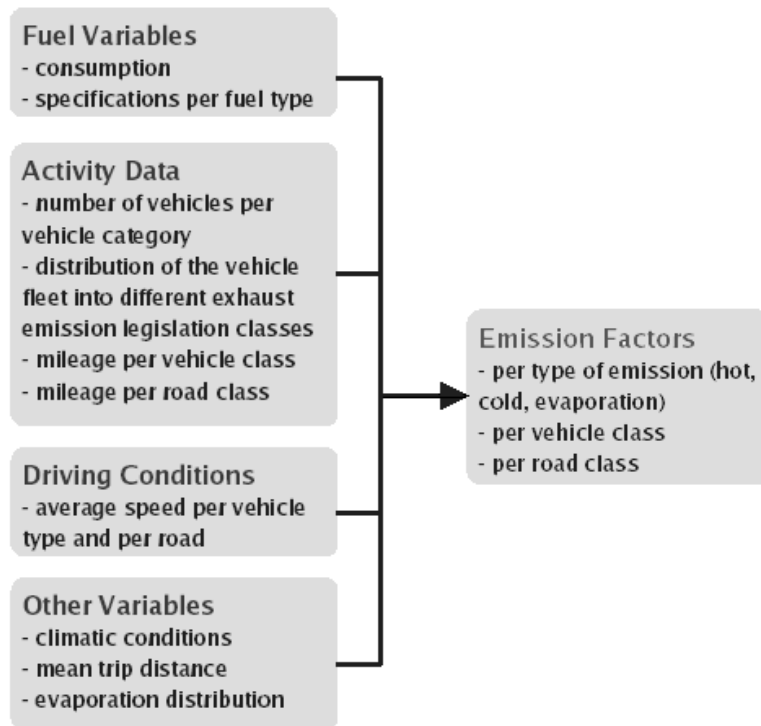 Fuel Variables
- consumption
- specifications per fuel type
Activity Data
- number of vehicles per
vehicle category
- distribution of the vehicle
fleet into different exhaust
emission legislation classes
- mileage per vehicle class
- mileage per road class
Driving Conditions
- average speed per vehicle
type and per road
Other Variables
- climatic conditions
- mean trip distance
- evaporation distribution
Emission Factors
- per type of emission (hot,
cold, evaporation)
- per vehicle class
- per road class